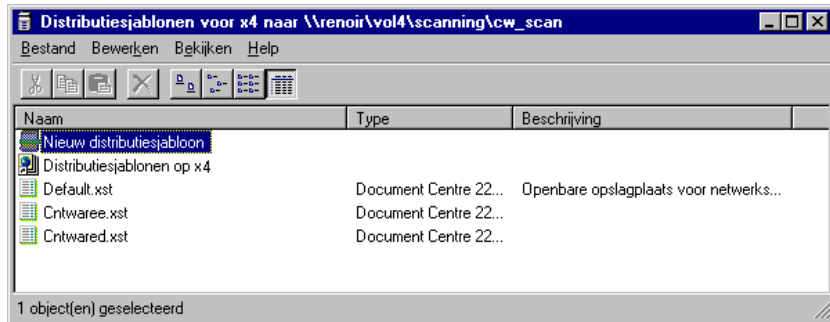 Distributiesjablonen voor x4 naar \\renoir\vol4\scanning\cw_scan
Bestand Bewerken Bekijken Help
Naam Type Beschrijving
Nieuw distributiesjabloon
Distributiesjablonen op x4
Default.xst Document Centre 22... Openbare opslagplaats voor netwerks...
Cntwaree.xst Document Centre 22...
Cntwared.xst Document Centre 22...
1 object(en) geselecteerd